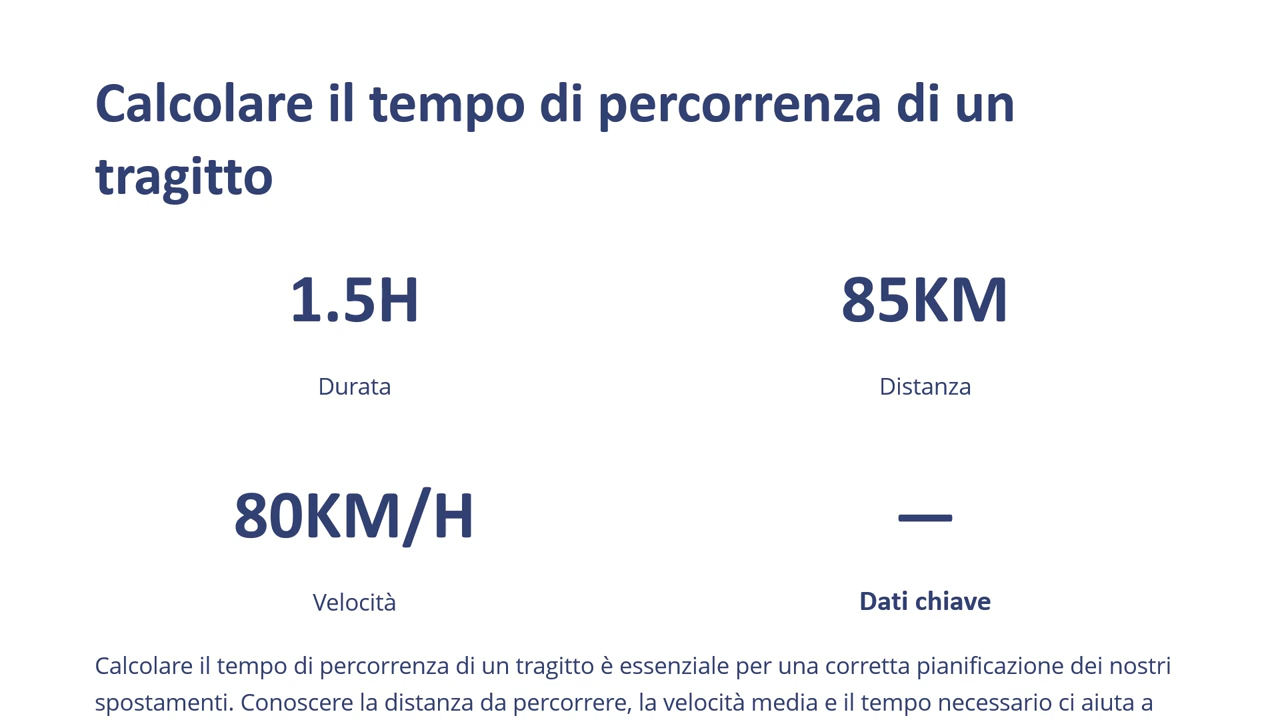 Calcolare il tempo di percorrenza di un
tragitto
1.5H
85KM
Durata
Distanza
80KM/H
—
Velocità
Dati chiave
Calcolare il tempo di percorrenza di un tragitto è essenziale per una corretta pianificazione dei nostri
spostamenti. Conoscere la distanza da percorrere, la velocità media e il tempo necessario ci aiuta a